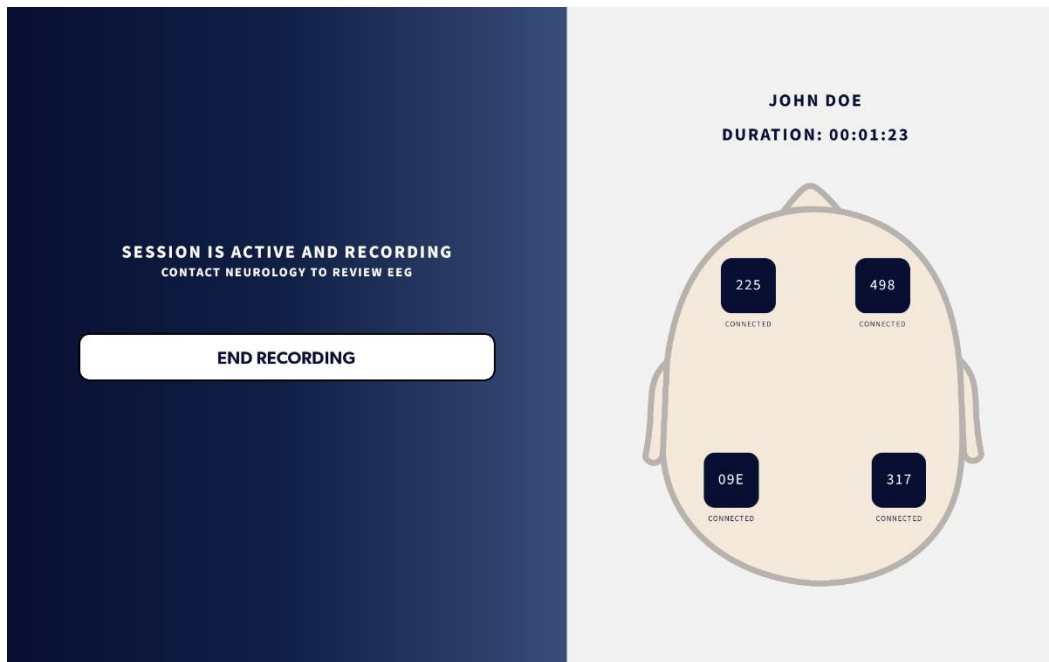 SESSION IS ACTIVE AND RECORDING
CONTACT NEUROLOGY TO REVIEW EEG
END RECORDING
JOHN DOE
DURATION: 00:01:23
225
498
CONNECTED
CONNECTED
09E
317
CONNECTED
CONNECTED